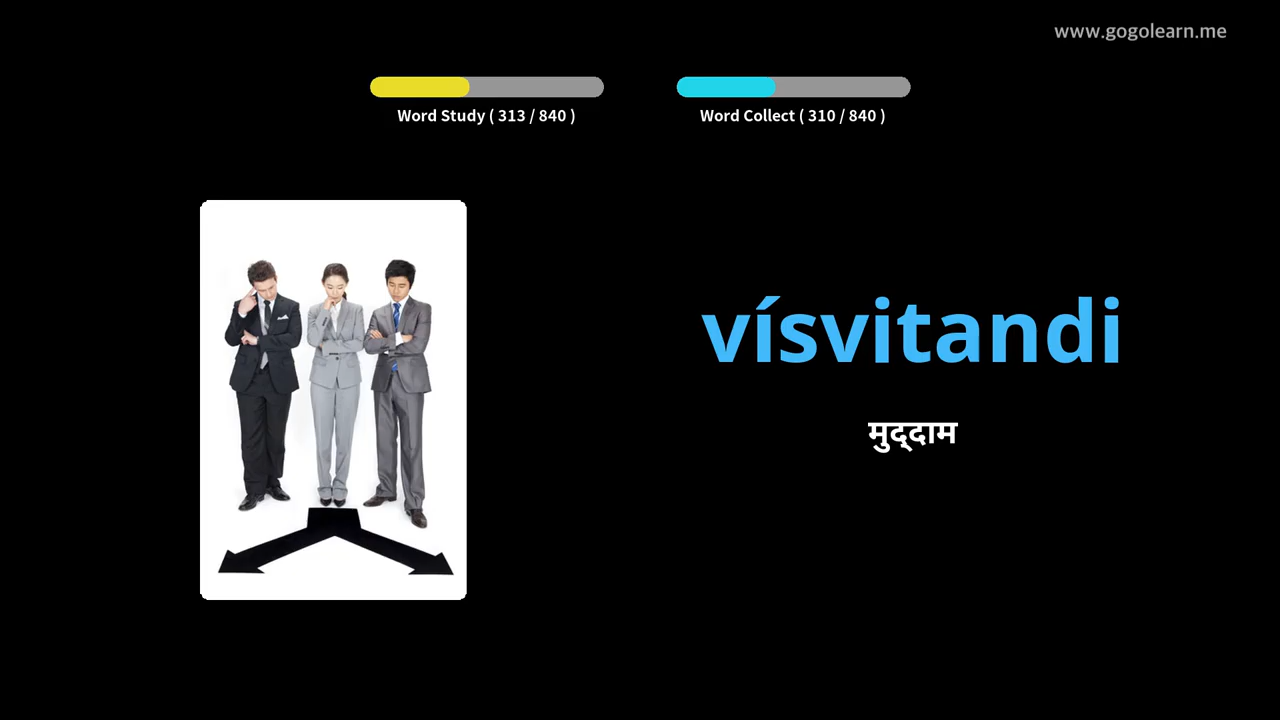 www.gogolearn.me
Word Study ( 313 / 840 )
Word Collect ( 310 / 840 )
vísvitandi
मुद्‌दाम